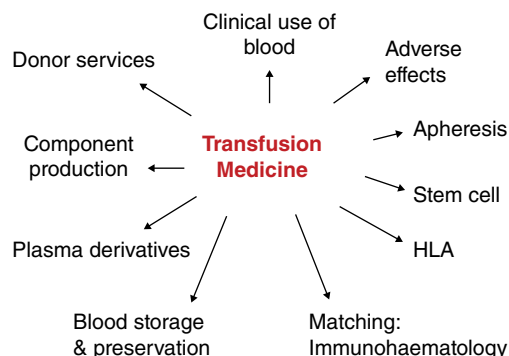 Clinical use of
blood
Adverse
effects
Donor services
Apheresis
Component
production
Transfusion
Medicine
Stem cell
Plasma derivatives
HLA
Blood storage
& preservation
Matching:
Immunohaematology